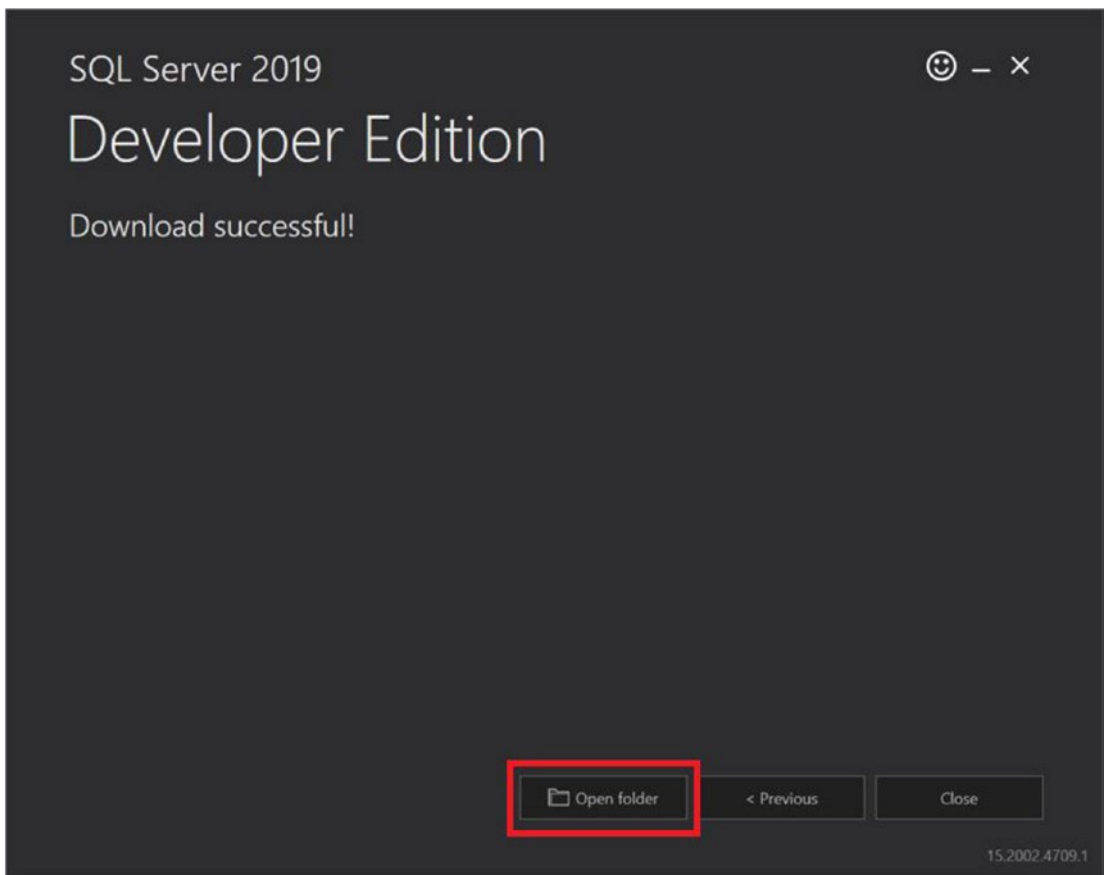 SQL Server 2019
Developer Edition
Download successful!
Open folder
< Previous
Close
15.2002.4709.1